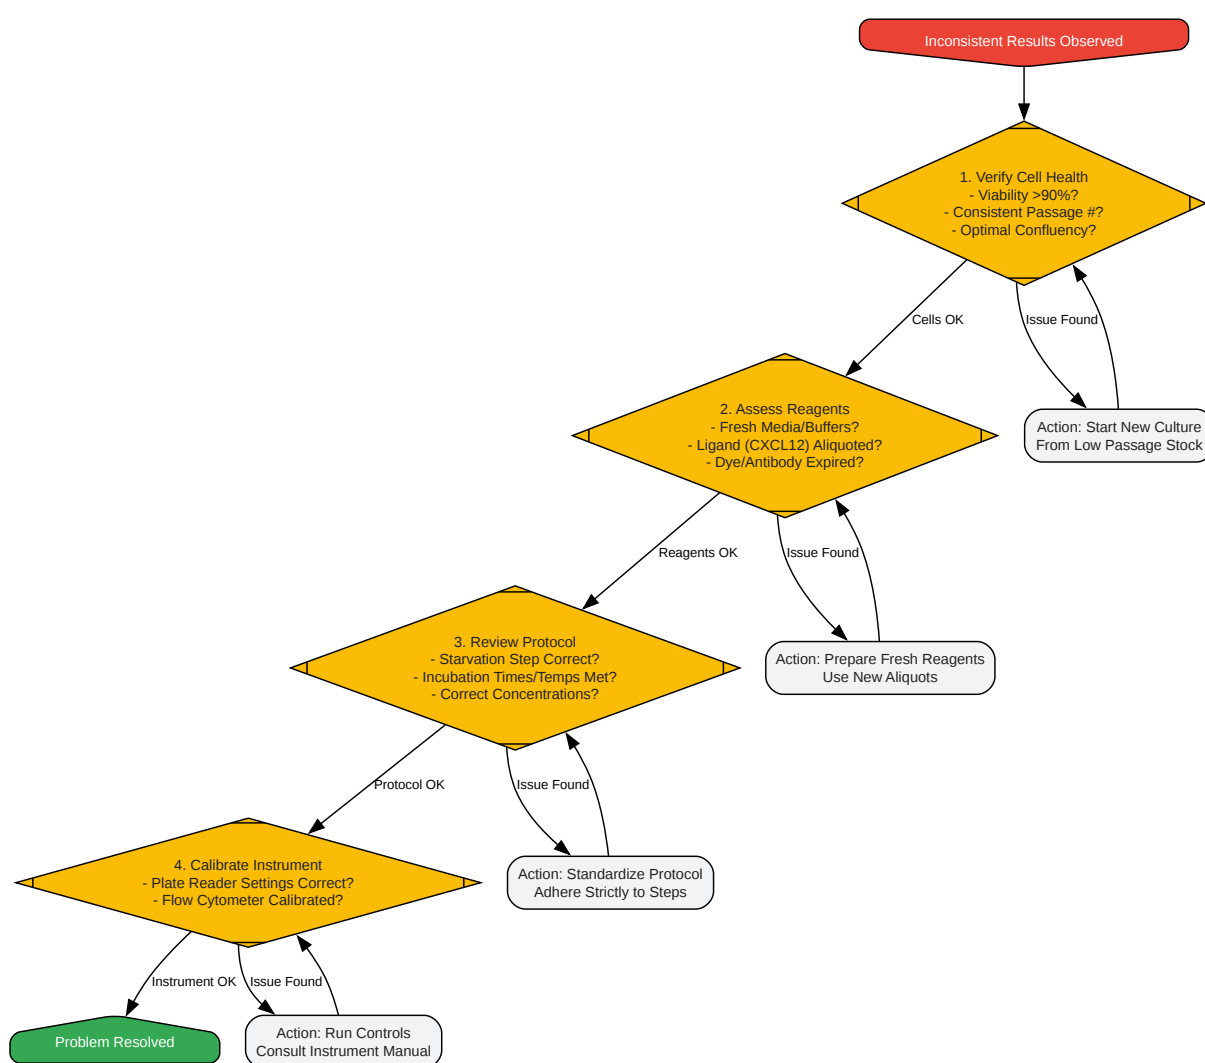 Inconsistent Results Observed
1. Verify Cell Health
- Viability >90%?
- Consistent Passage #?
- Optimal Confluency?
Cells OK
Issue Found
Action: Start New Culture
From Low Passage Stock
2. Assess Reagents
- Fresh Media/Buffers?
- Ligand (CXCL12) Aliquoted?
- Dye/Antibody Expired?
Reagents OK
Issue Found
Action: Prepare Fresh Reagents
Use New Aliquots
3. Review Protocol
- Starvation Step Correct?
- Incubation Times/Temps Met?
- Correct Concentrations?
Protocol OK
Issue Found
Action: Standardize Protocol
Adhere Strictly to Steps
4. Calibrate Instrument
- Plate Reader Settings Correct?
- Flow Cytometer Calibrated?
Instrument OK
Issue Found
Problem Resolved
Action: Run Controls
Consult Instrument Manual